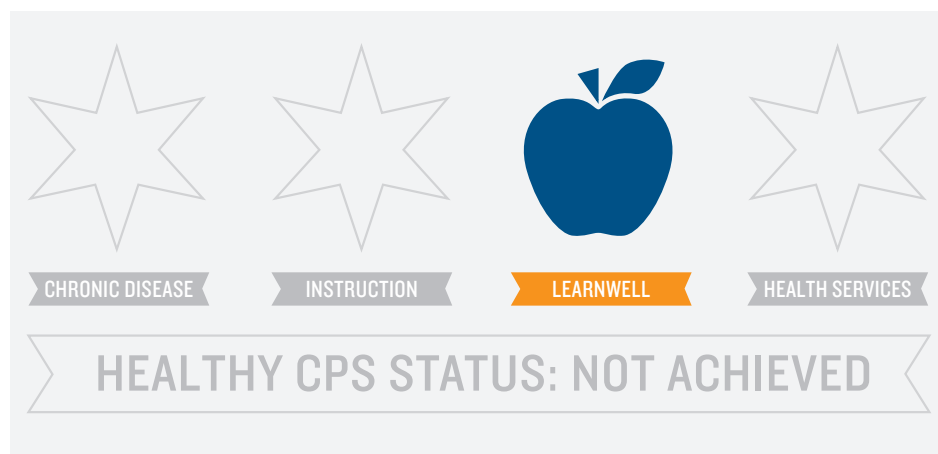 CHRONIC DISEASE
INSTRUCTION
LEARNWELL
HEALTH SERVICES
HEALTHY CPS STATUS: NOT ACHIEVED